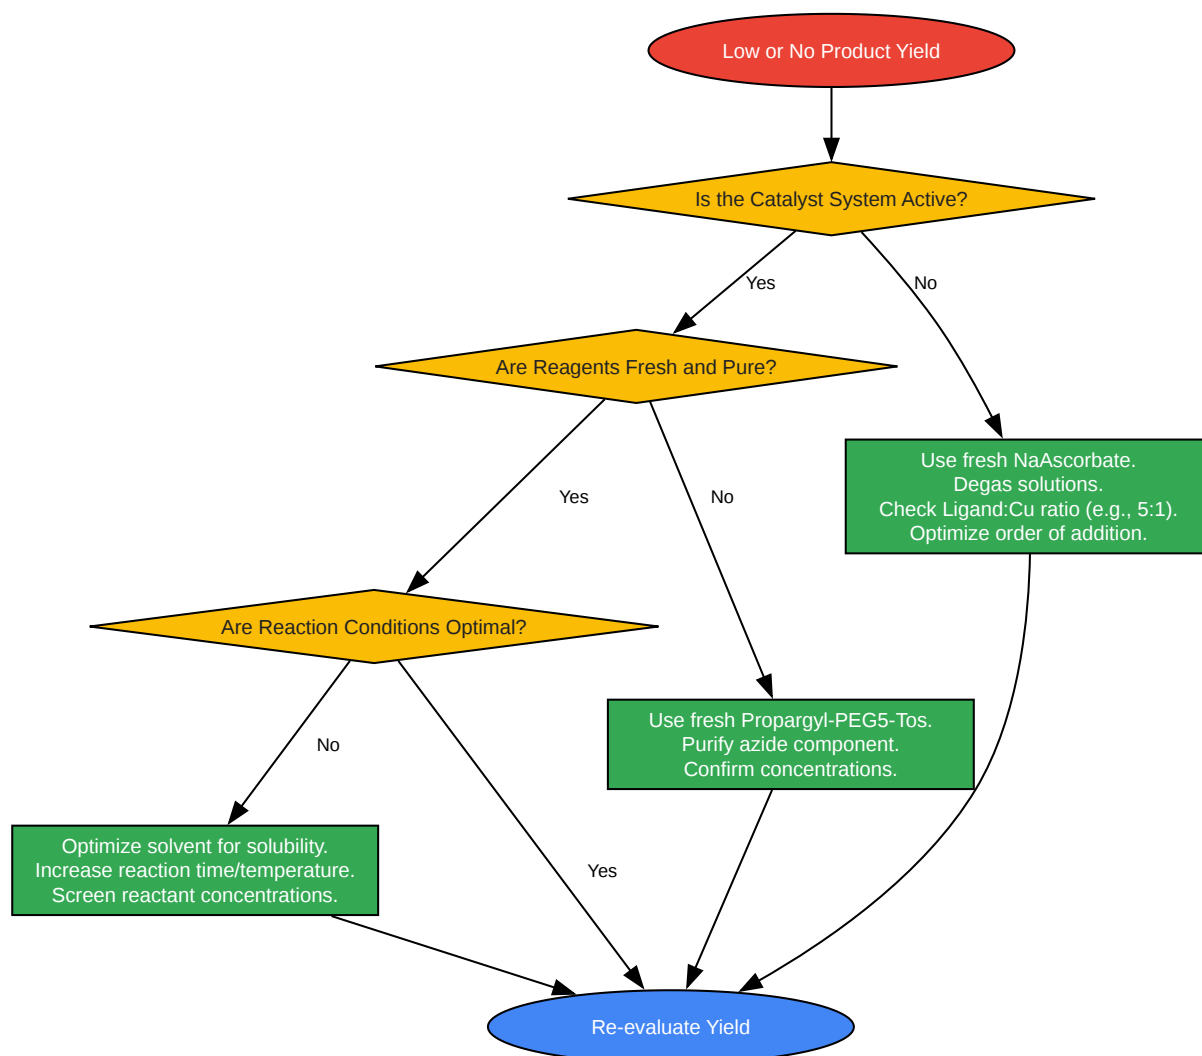 Low or No Product Yield
Is the Catalyst System Active?
Yes
No
Are Reagents Fresh and Pure?
Use fresh NaAscorbate.
Degas solutions.
Check Ligand:Cu ratio (e.g., 5:1).
Optimize order of addition.
Yes
No
Are Reaction Conditions Optimal?
Use fresh Propargyl-PEG5-Tos.
Purify azide component.
Confirm concentrations.
No
Yes
Optimize solvent for solubility.
Increase reaction time/temperature.
Screen reactant concentrations.
Re-evaluate Yield